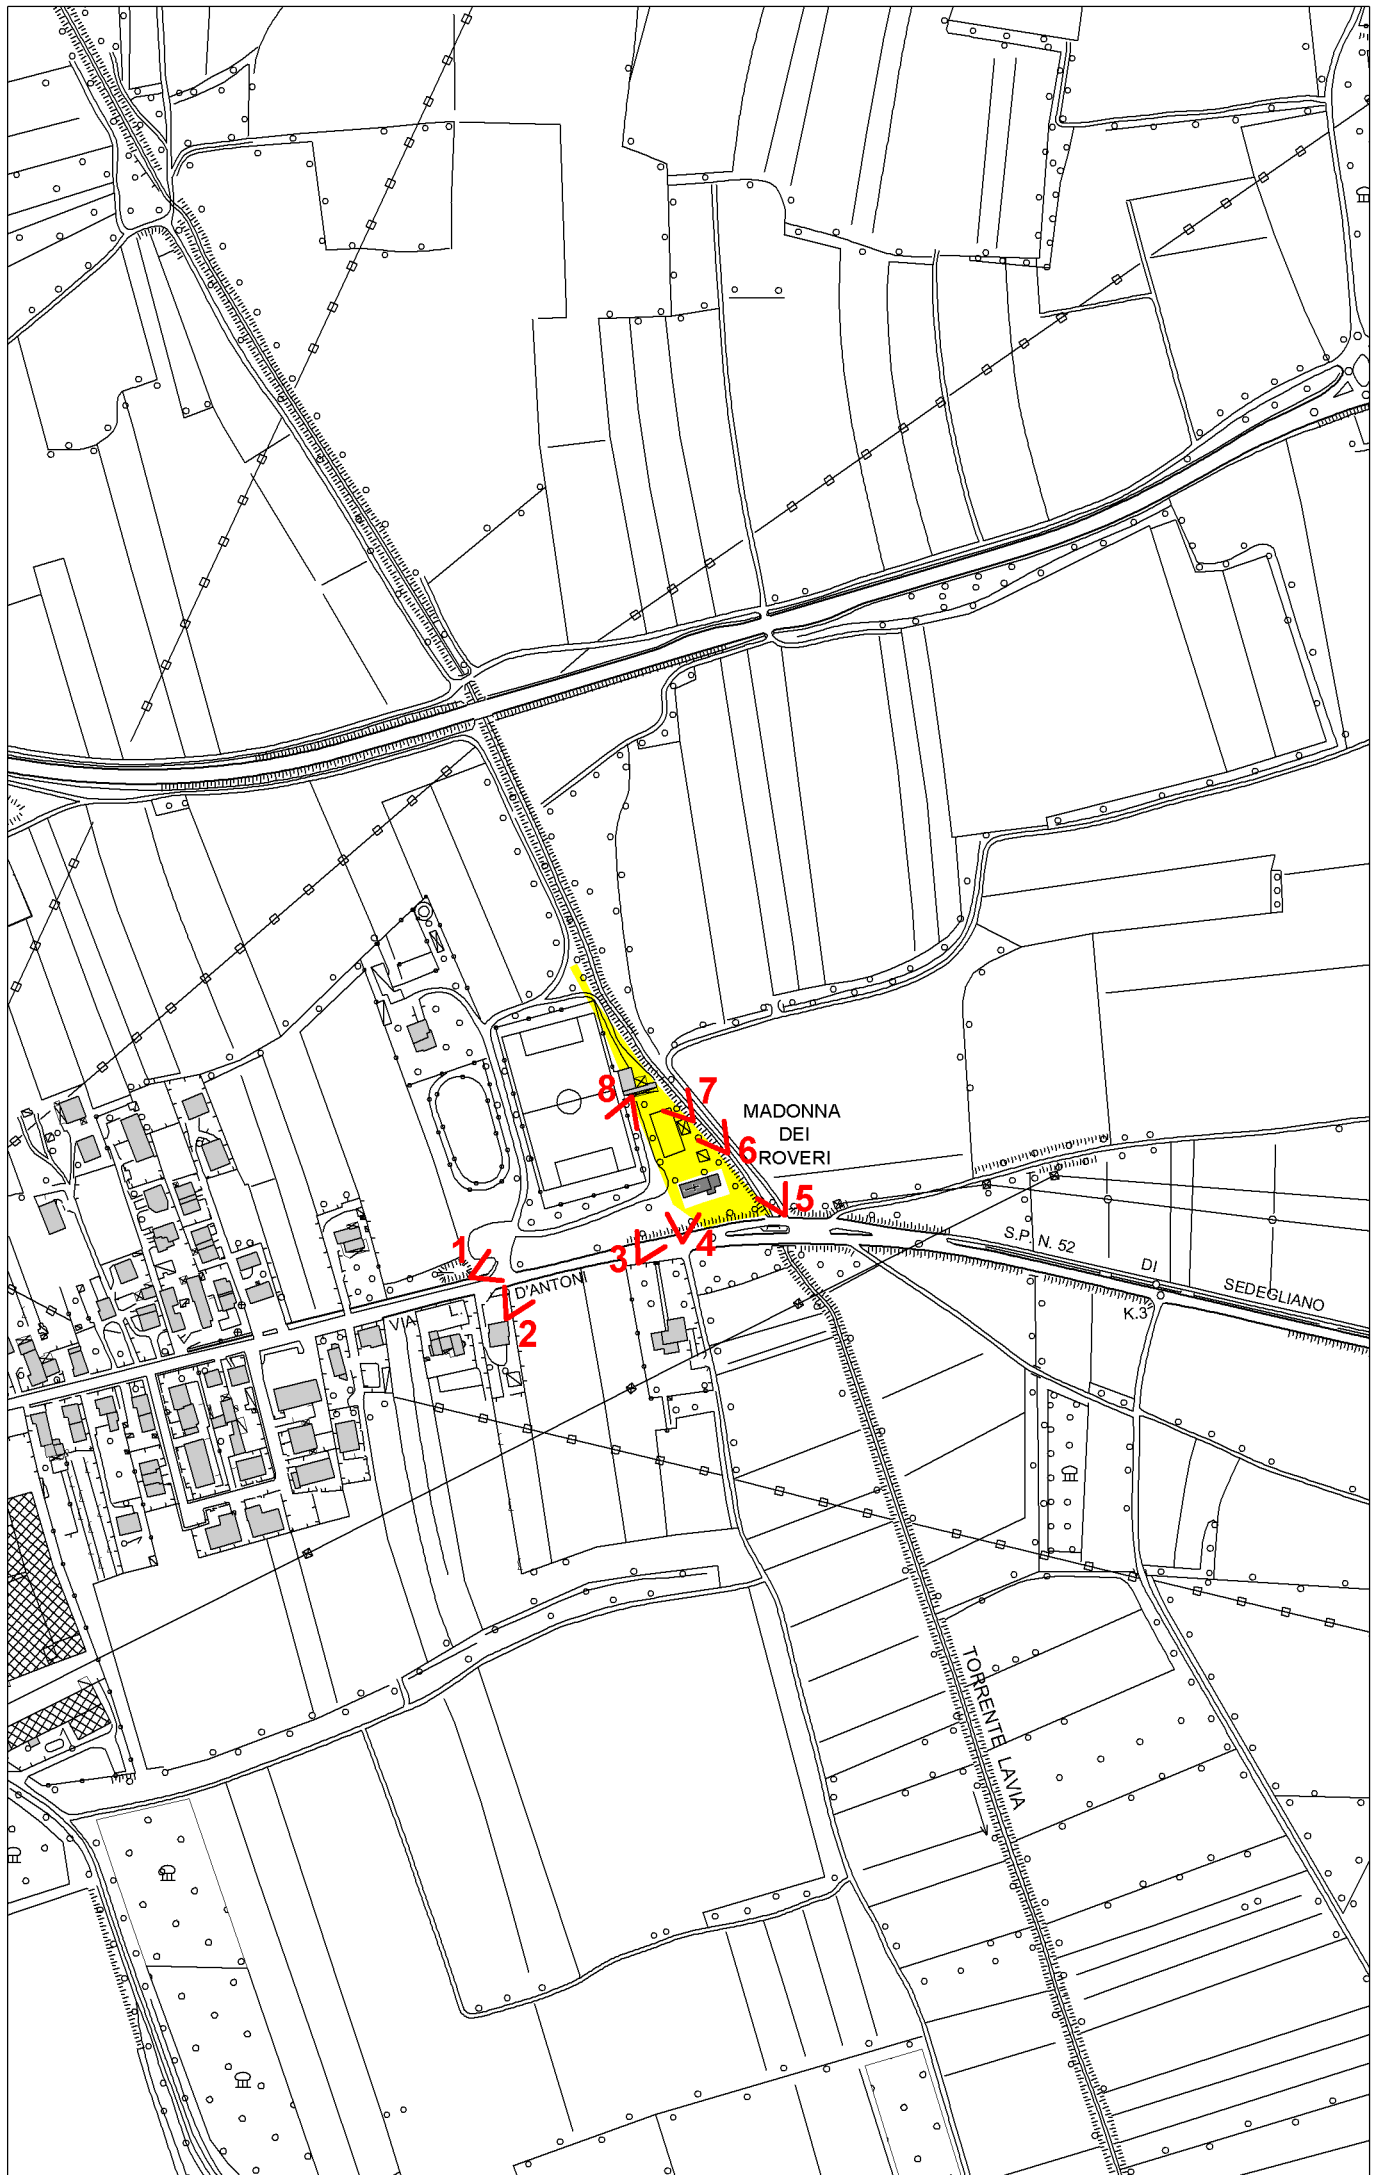 8
7
MADONNA
DEI
ROVERI
6
5
4
3
1
2
VIA D'ANTONI
S.P. N. 52 DI SEDEGLIANO
K.3
TORRENTE LAVIA